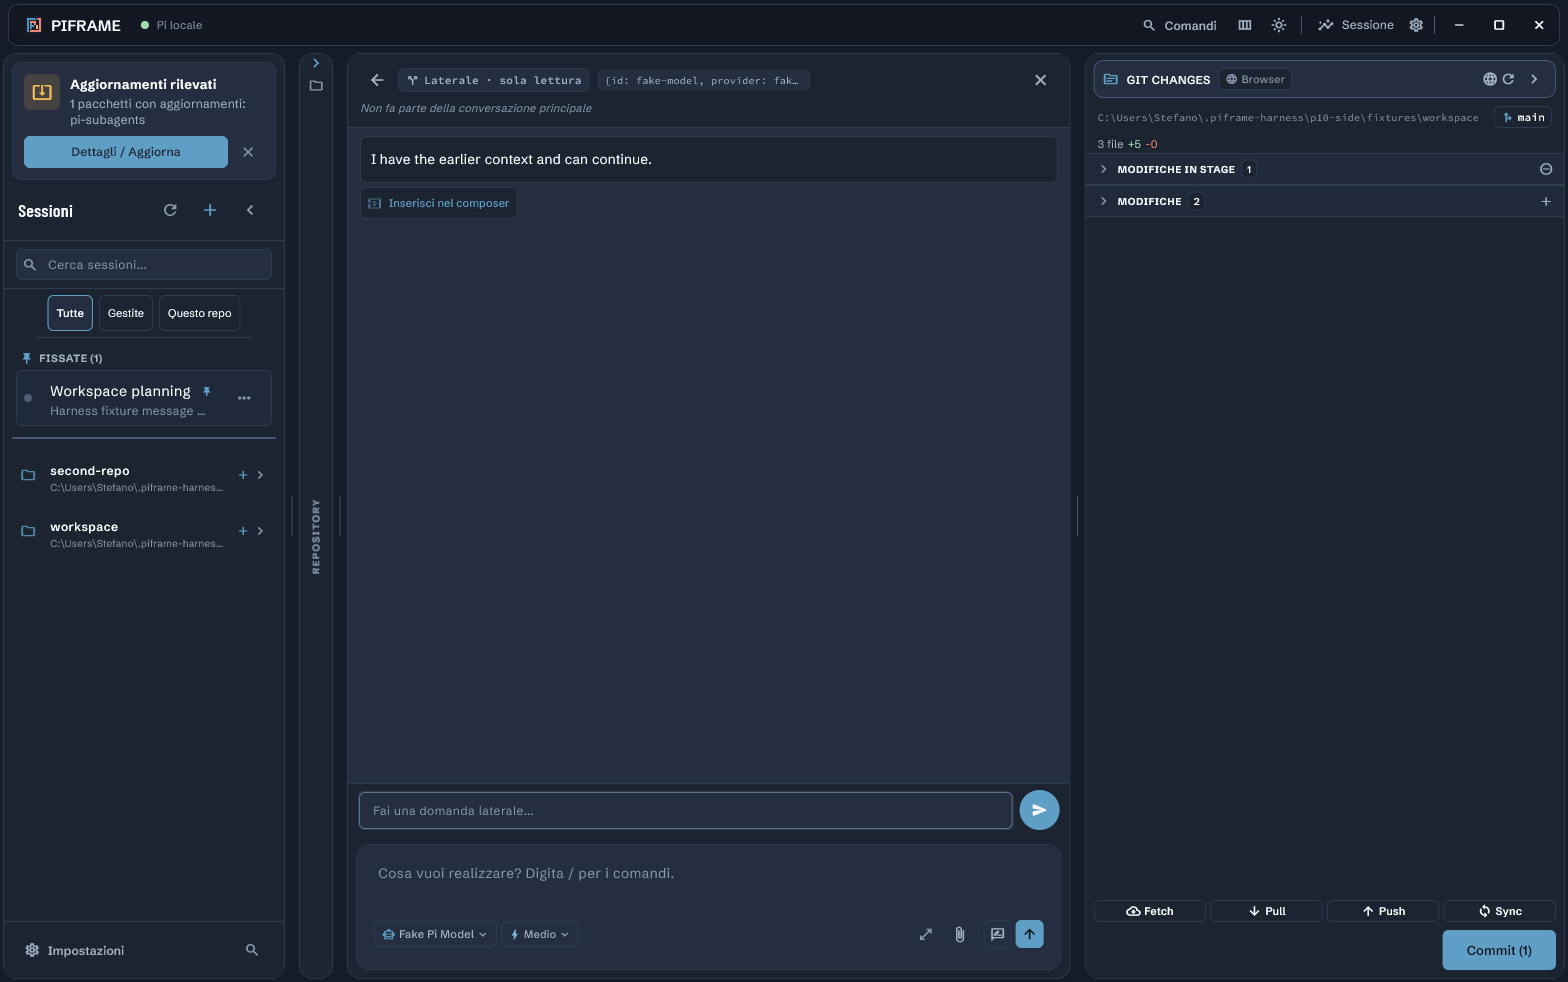 PIFRAME
Pi locale
Comandi
Sessione
Aggiornamenti rilevati
1 pacchetti con aggiornamenti:
pi-subagents
Dettagli / Aggiorna
Sessioni
Cerca sessioni...
Tutte
Gestite
Questo repo
FISSATE (1)
Workspace planning
Harness fixture message ...
second-repo
C:\Users\Stefano\.piframe-harnes...
workspace
C:\Users\Stefano\.piframe-harnes...
Impostazioni
REPOSITORY
Laterale · sola lettura
{id: fake-model, provider: fak…
Non fa parte della conversazione principale
I have the earlier context and can continue.
Inserisci nel composer
Fai una domanda laterale...
Cosa vuoi realizzare? Digita / per i comandi.
Fake Pi Model
Medio
GIT CHANGES
Browser
C:\Users\Stefano\.piframe-harness\p10-side\fixtures\workspace
main
3 file +5 -0
MODIFICHE IN STAGE 1
MODIFICHE 2
Fetch
Pull
Push
Sync
Commit (1)